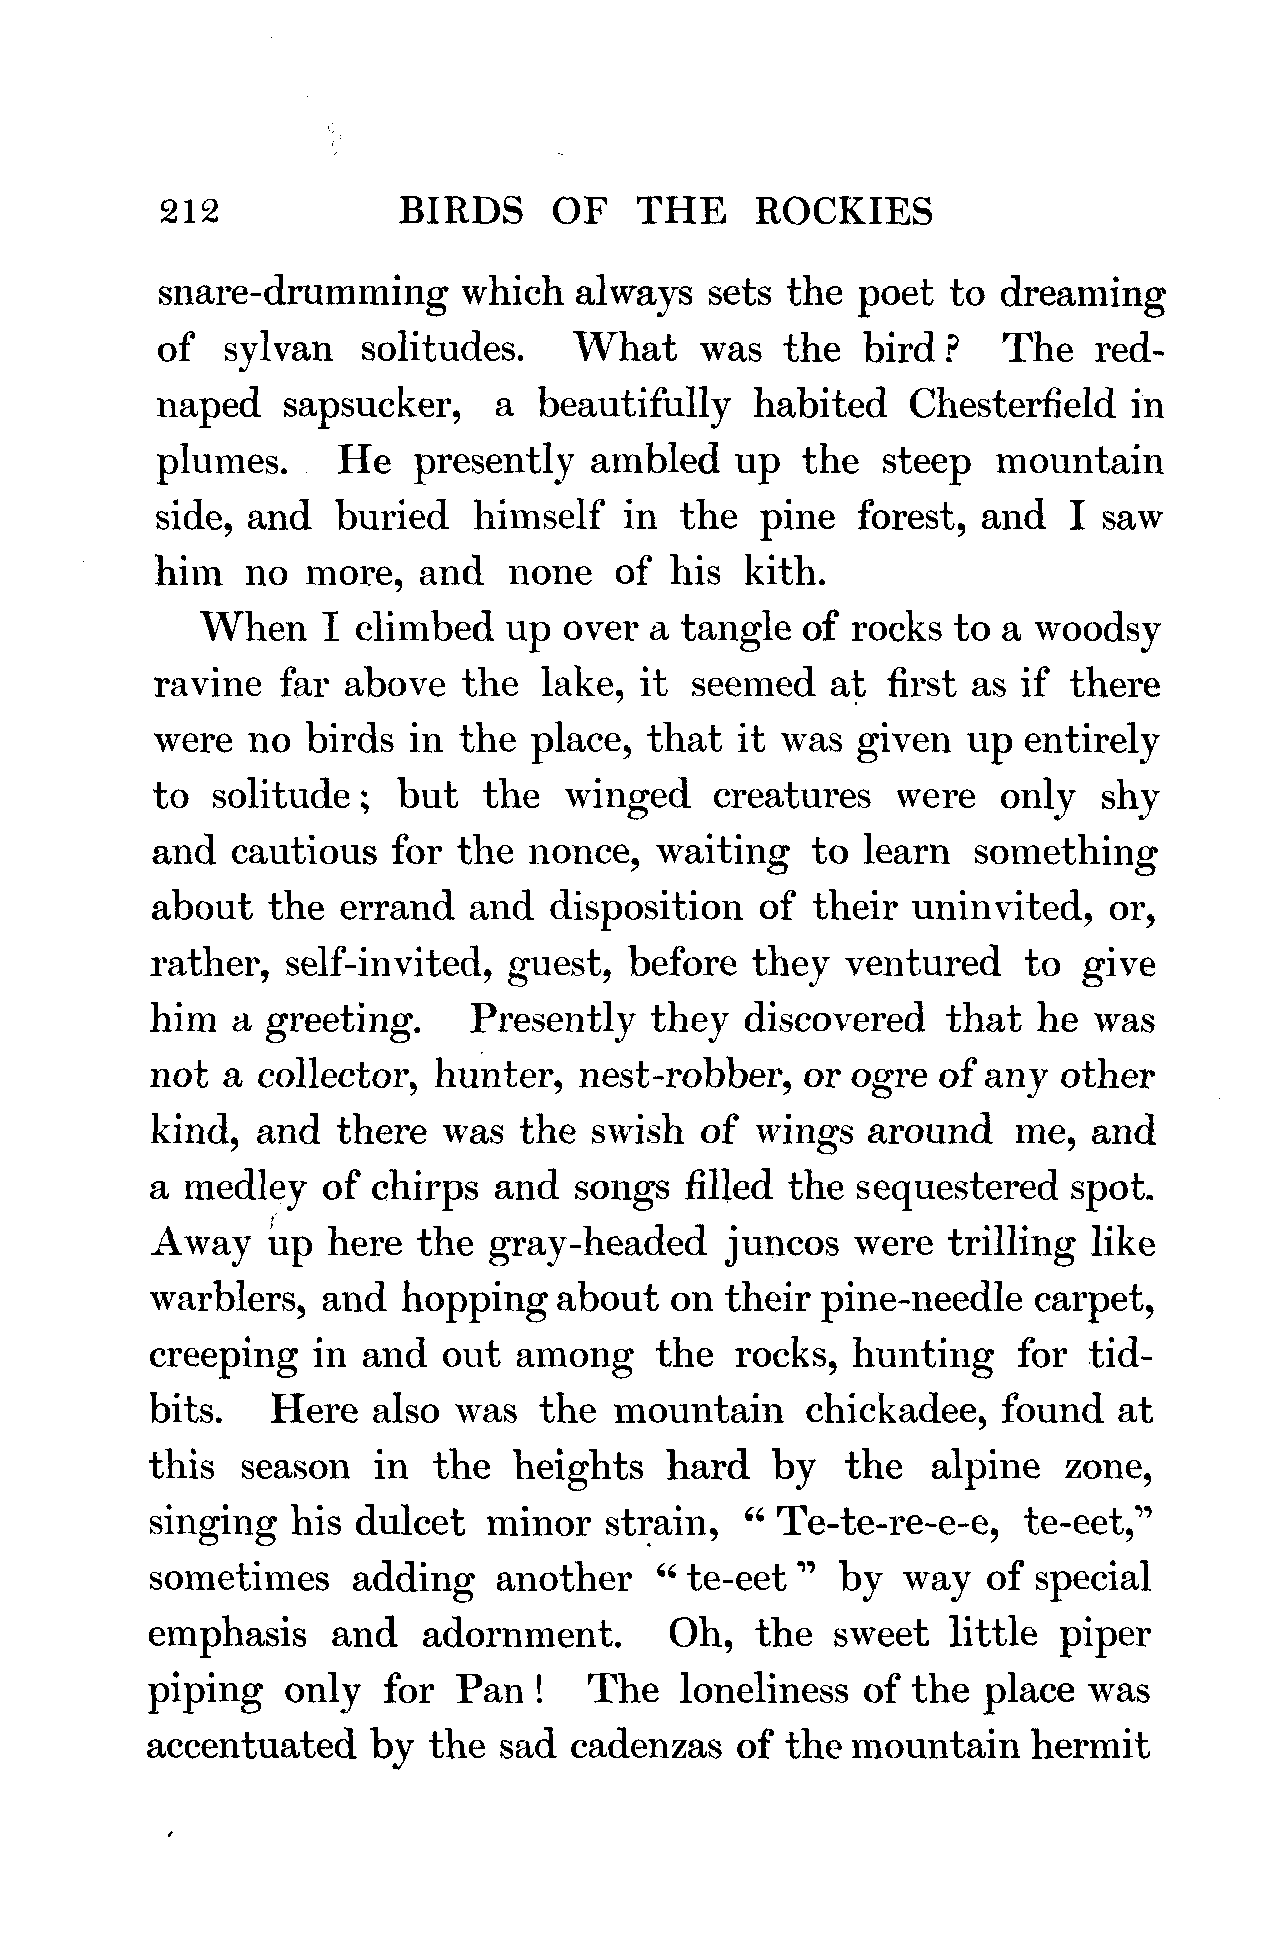 212 BIRDS OF THE ROCKIES
snare-drumming which always sets the poet to dreaming
of sylvan solitudes. What was the bird? The red-
naped sapsucker, a beautifully habited Chesterfield in
plumes. He presently ambled up the steep mountain
side, and buried himself in the pine forest, and I saw
him no more, and none of his kith.
When I climbed up over a tangle of rocks to a woodsy
ravine far above the lake, it seemed at first as if there
were no birds in the place, that it was given up entirely
to solitude; but the winged creatures were only shy
and cautious for the nonce, waiting to learn something
about the errand and disposition of their uninvited, or,
rather, self-invited, guest, before they ventured to give
him a greeting. Presently they discovered that he was
not a collector, hunter, nest-robber, or ogre of any other
kind, and there was the swish of wings around me, and
a medley of chirps and songs filled the sequestered spot.
Away up here the gray-headed juncos were trilling like
warblers, and hopping about on their pine-needle carpet,
creeping in and out among the rocks, hunting for tid-
bits. Here also was the mountain chickadee, found at
this season in the heights hard by the alpine zone,
singing his dulcet minor strain, "Te-te-re-e-e, te-eet,"
sometimes adding another "te-eet" by way of special
emphasis and adornment. Oh, the sweet little piper
piping only for Pan! The loneliness of the place was
accentuated by the sad cadenzas of the mountain hermit